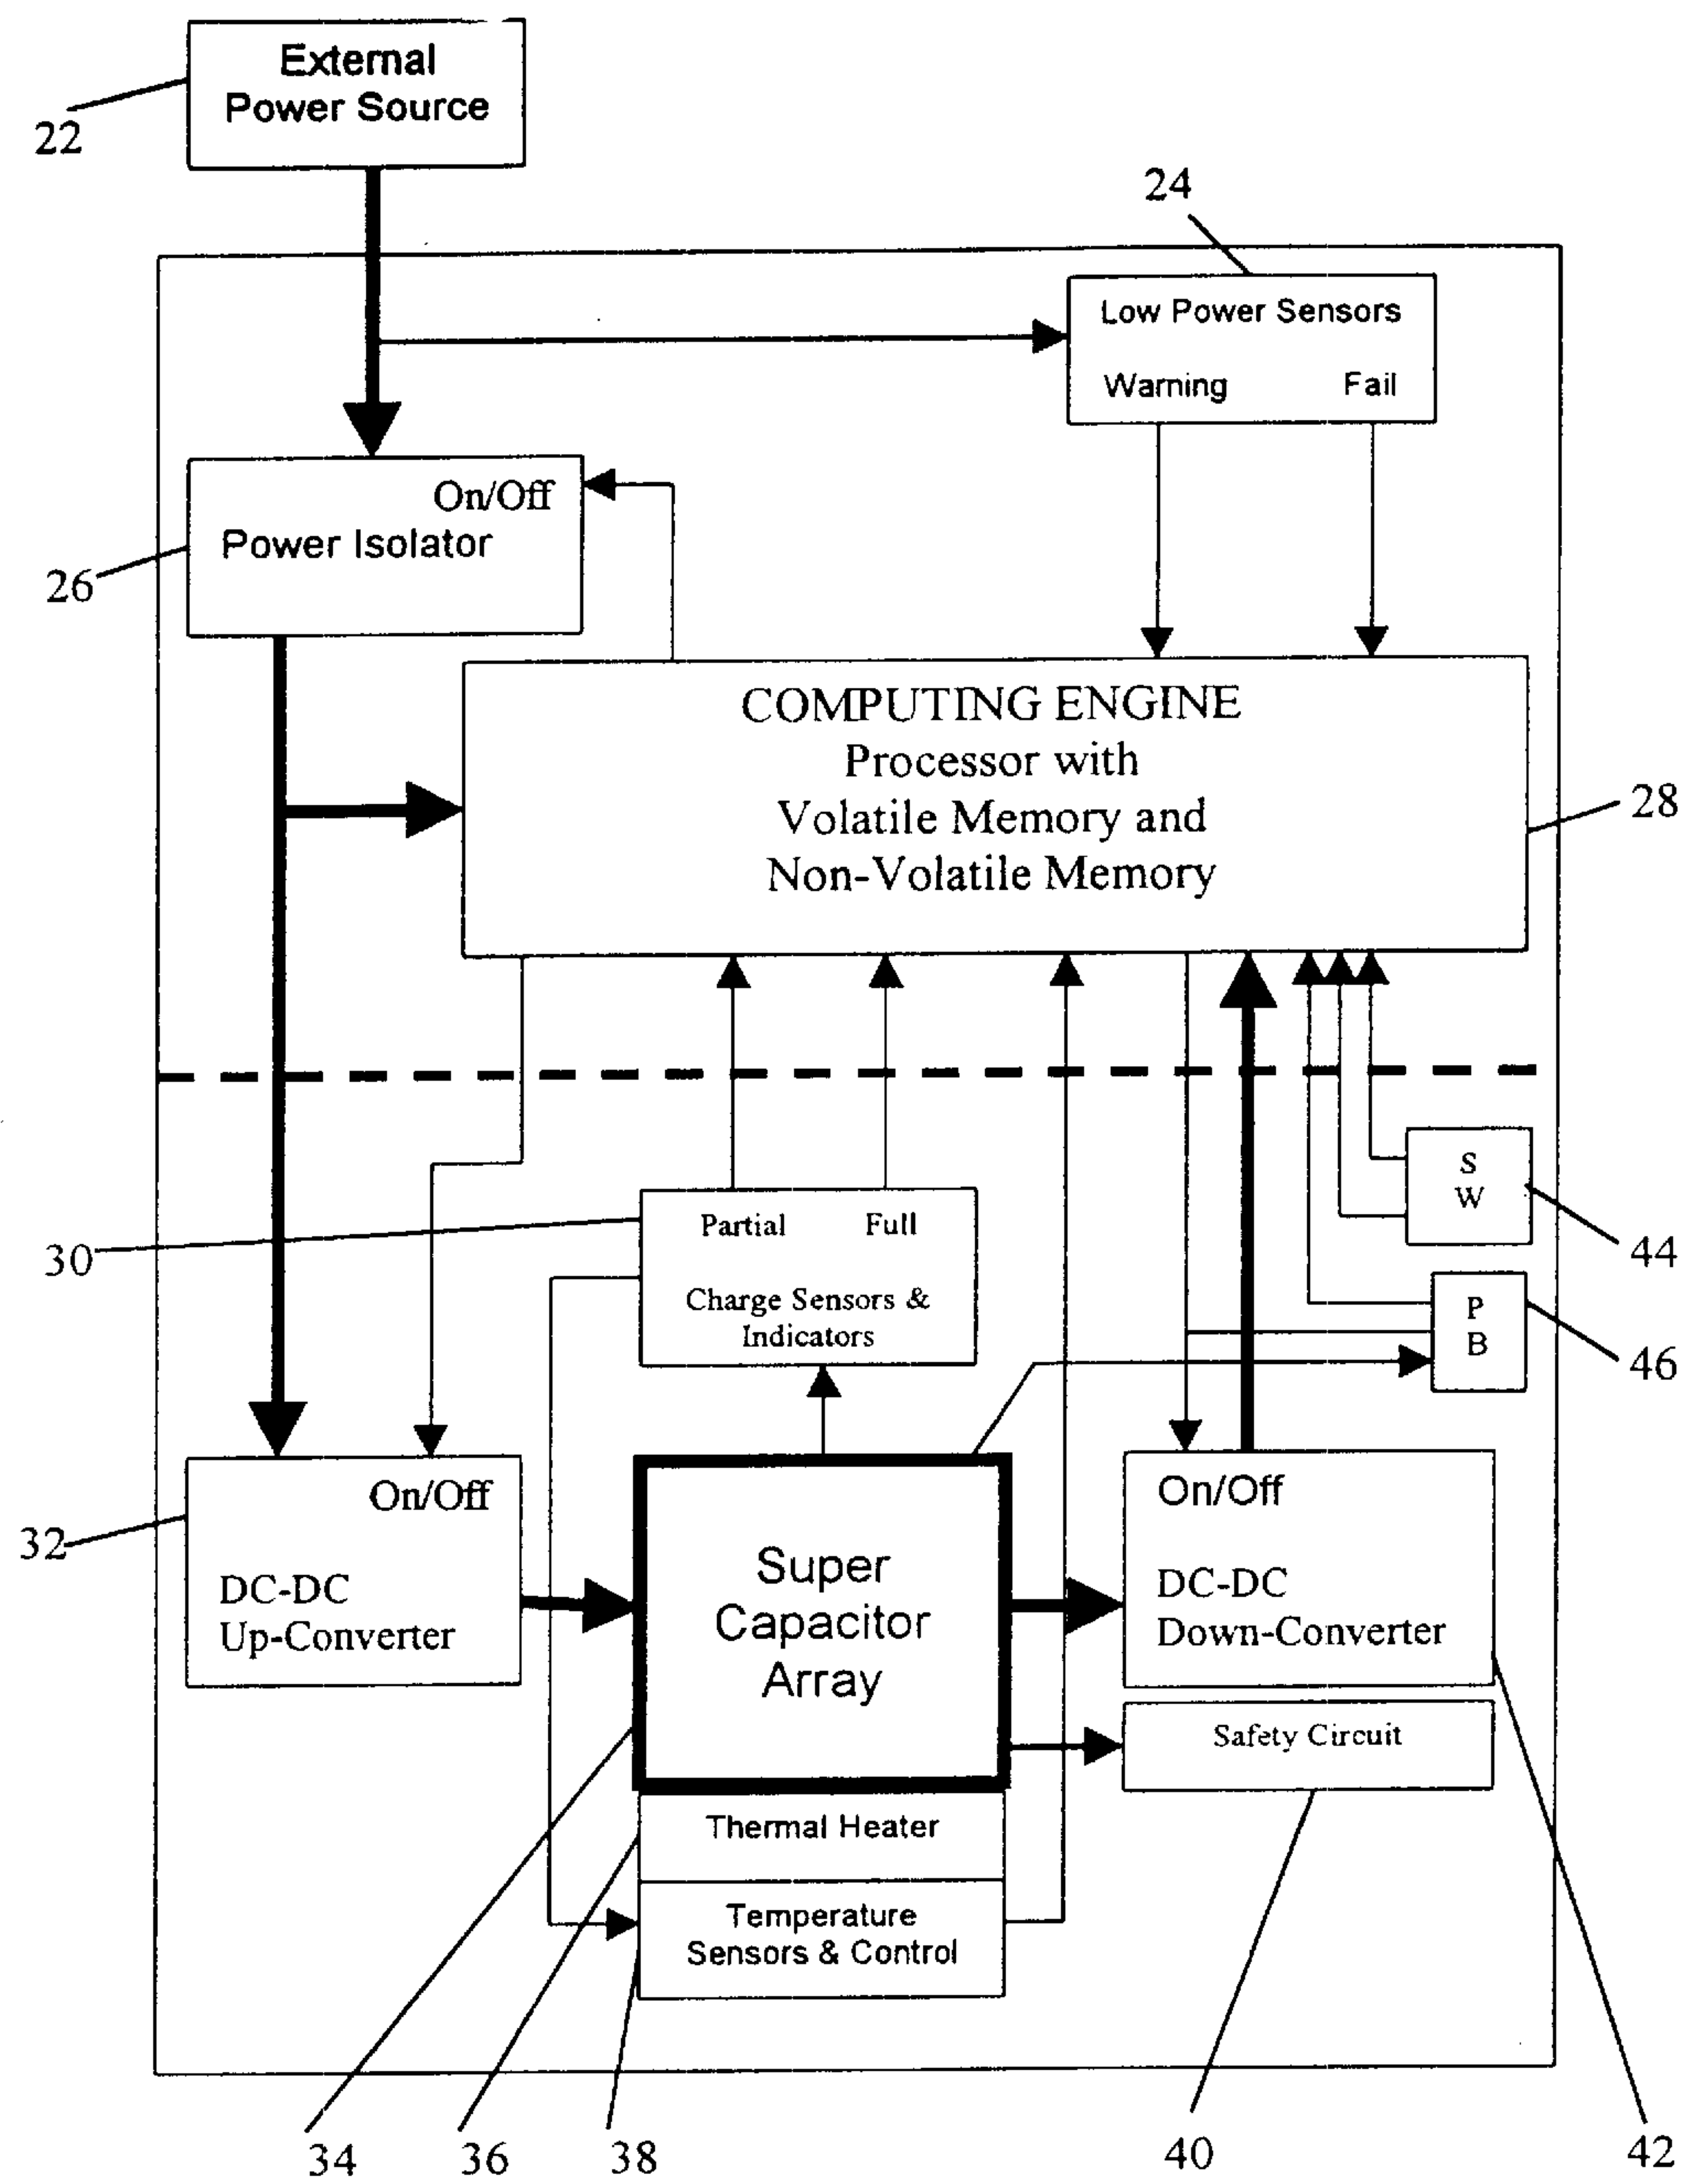 External
Power Source
22
24
Low Power Sensors
Warning Fail
On/Off
Power Isolator
26
COMPUTING ENGINE
Processor with
Volatile Memory and
Non-Volatile Memory
28
S
W
44
Partial Full
Charge Sensors &
Indicators
30
P
B
46
On/Off
DC-DC
Up-Converter
32
Super
Capacitor
Array
On/Off
DC-DC
Down-Converter
Safety Circuit
Thermal Heater
Temperature
Sensors & Control
34
36
38
40
42